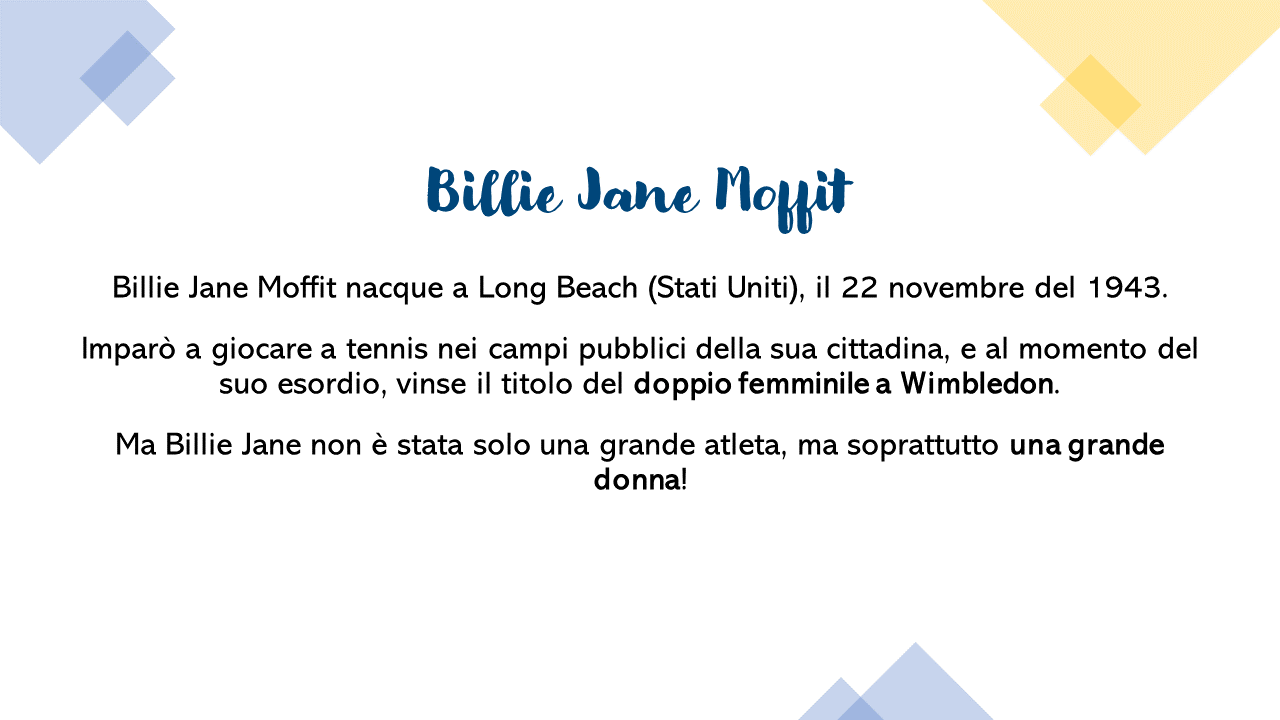 Billie Jane Moffit
Billie Jane Moffit nacque a Long Beach (Stati Uniti), il 22 novembre del 1943.
Imparò a giocare a tennis nei campi pubblici della sua cittadina, e al momento del
suo esordio, vinse il titolo del doppio femminile a Wimbledon.
Ma Billie Jane non è stata solo una grande atleta, ma soprattutto una grande
donna!